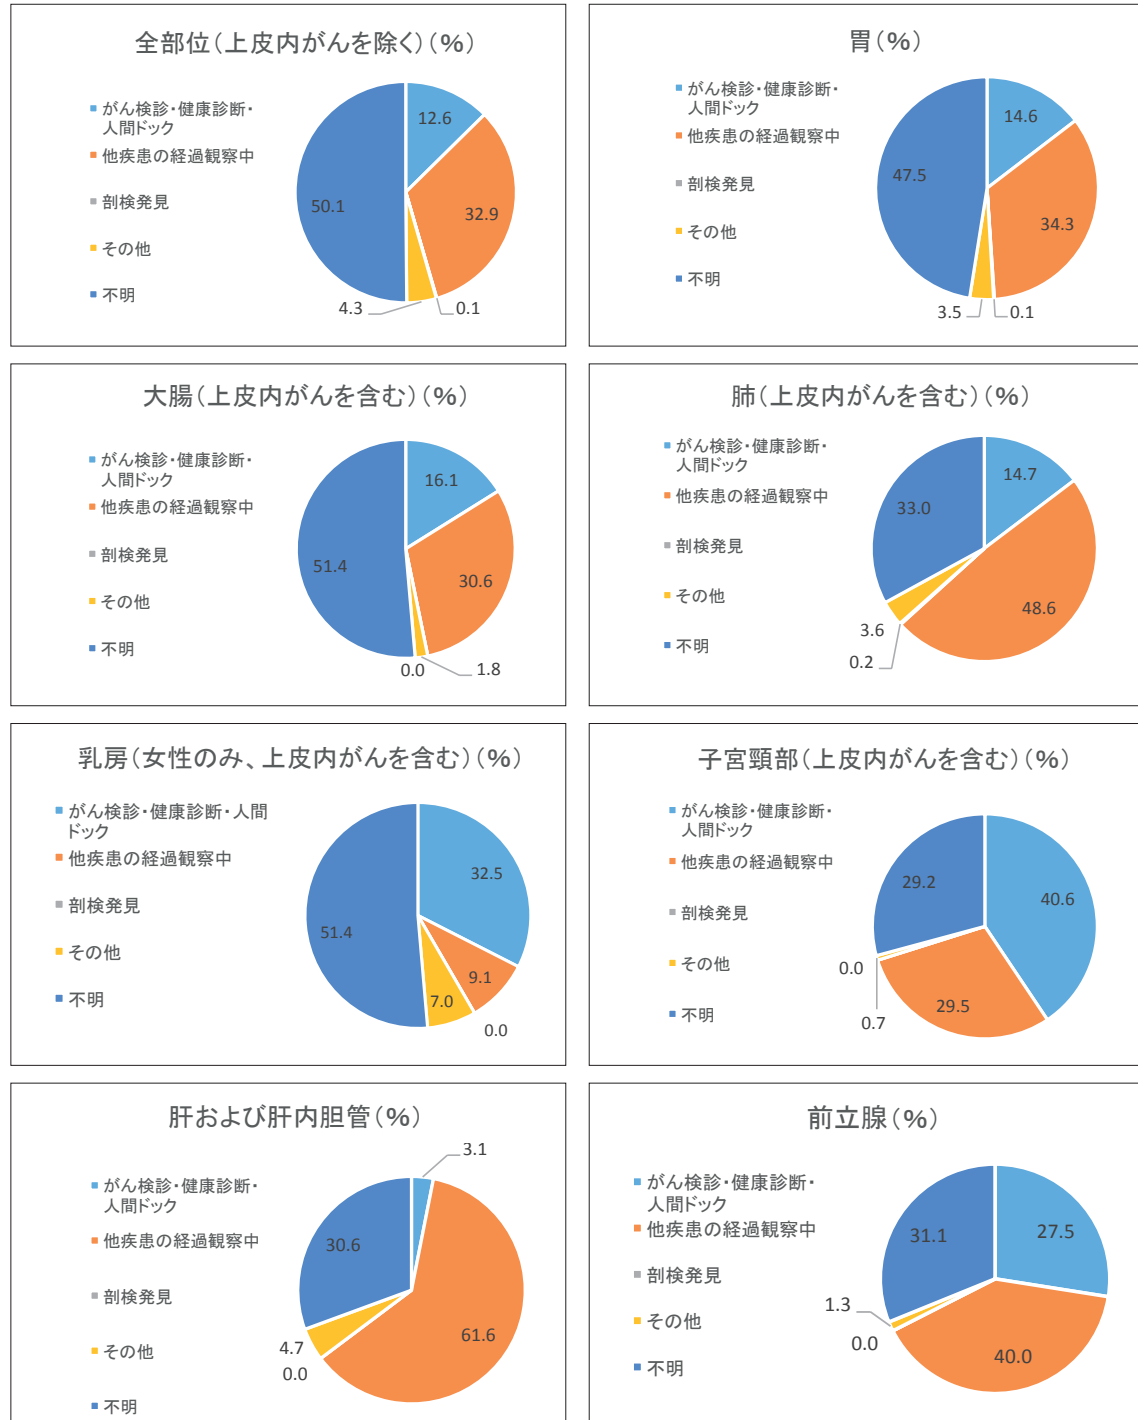 全部位(上皮内がんを除く)(%)
がん検診・健康診断・
人間ドック
他疾患の経過観察中
剖検発見
その他
不明
12.6
32.9
0.1
4.3
50.1
胃(%)
がん検診・健康診断・
人間ドック
他疾患の経過観察中
剖検発見
その他
不明
14.6
34.3
0.1
3.5
47.5
大腸(上皮内がんを含む)(%)
がん検診・健康診断・
人間ドック
他疾患の経過観察中
剖検発見
その他
不明
16.1
30.6
0.0
1.8
51.4
肺(上皮内がんを含む)(%)
がん検診・健康診断・
人間ドック
他疾患の経過観察中
剖検発見
その他
不明
14.7
48.6
0.2
3.6
33.0
乳房(女性のみ、上皮内がんを含む)(%)
がん検診・健康診断・人間
ドック
他疾患の経過観察中
剖検発見
その他
不明
32.5
9.1
0.0
7.0
51.4
子宮頸部(上皮内がんを含む)(%)
がん検診・健康診断・
人間ドック
他疾患の経過観察中
剖検発見
その他
不明
40.6
29.5
0.0
0.7
29.2
肝および肝内胆管(%)
がん検診・健康診断・
人間ドック
他疾患の経過観察中
剖検発見
その他
不明
3.1
61.6
0.0
4.7
30.6
前立腺(%)
がん検診・健康診断・
人間ドック
他疾患の経過観察中
剖検発見
その他
不明
27.5
40.0
0.0
1.3
31.1